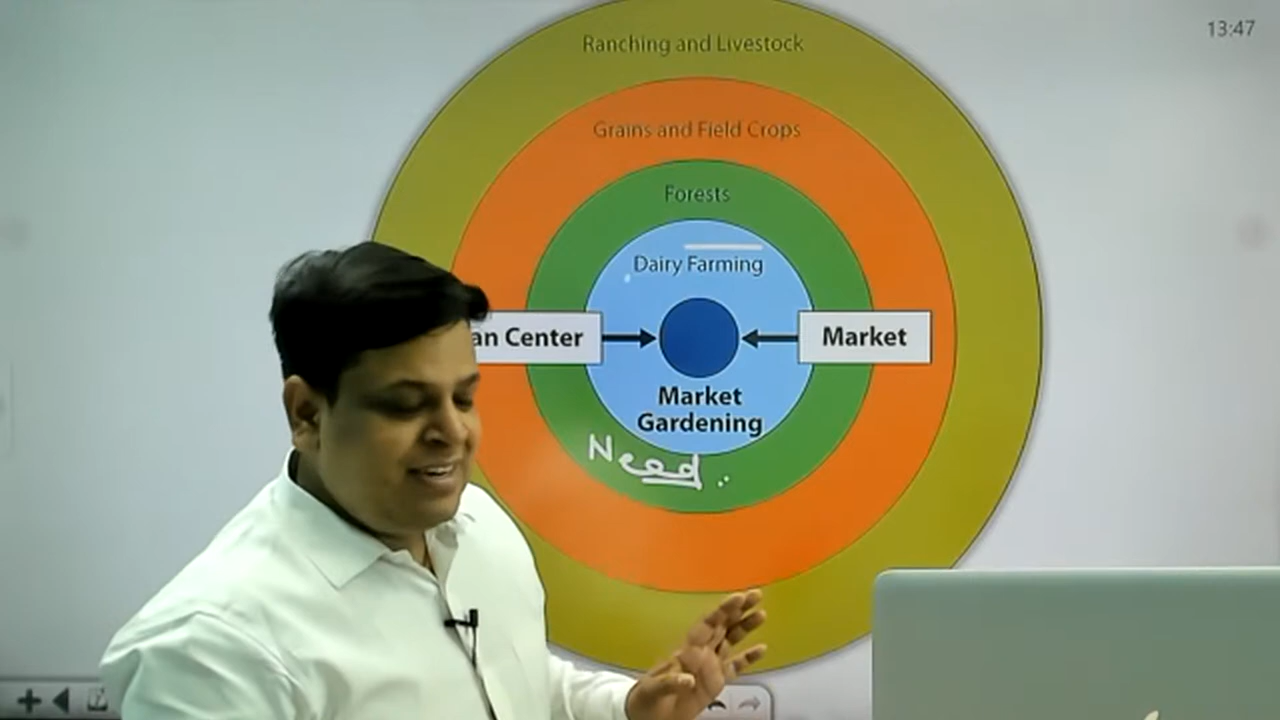 13:47
Ranching and Livestock
Grains and Field Crops
Forests
Dairy Farming
an Center
Market
Market
Gardening
Need